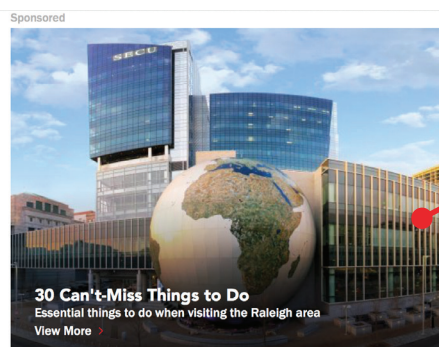 Sponsored
SECU
30 Can't-Miss Things to Do
Essential things to do when visiting the Raleigh area
View More >